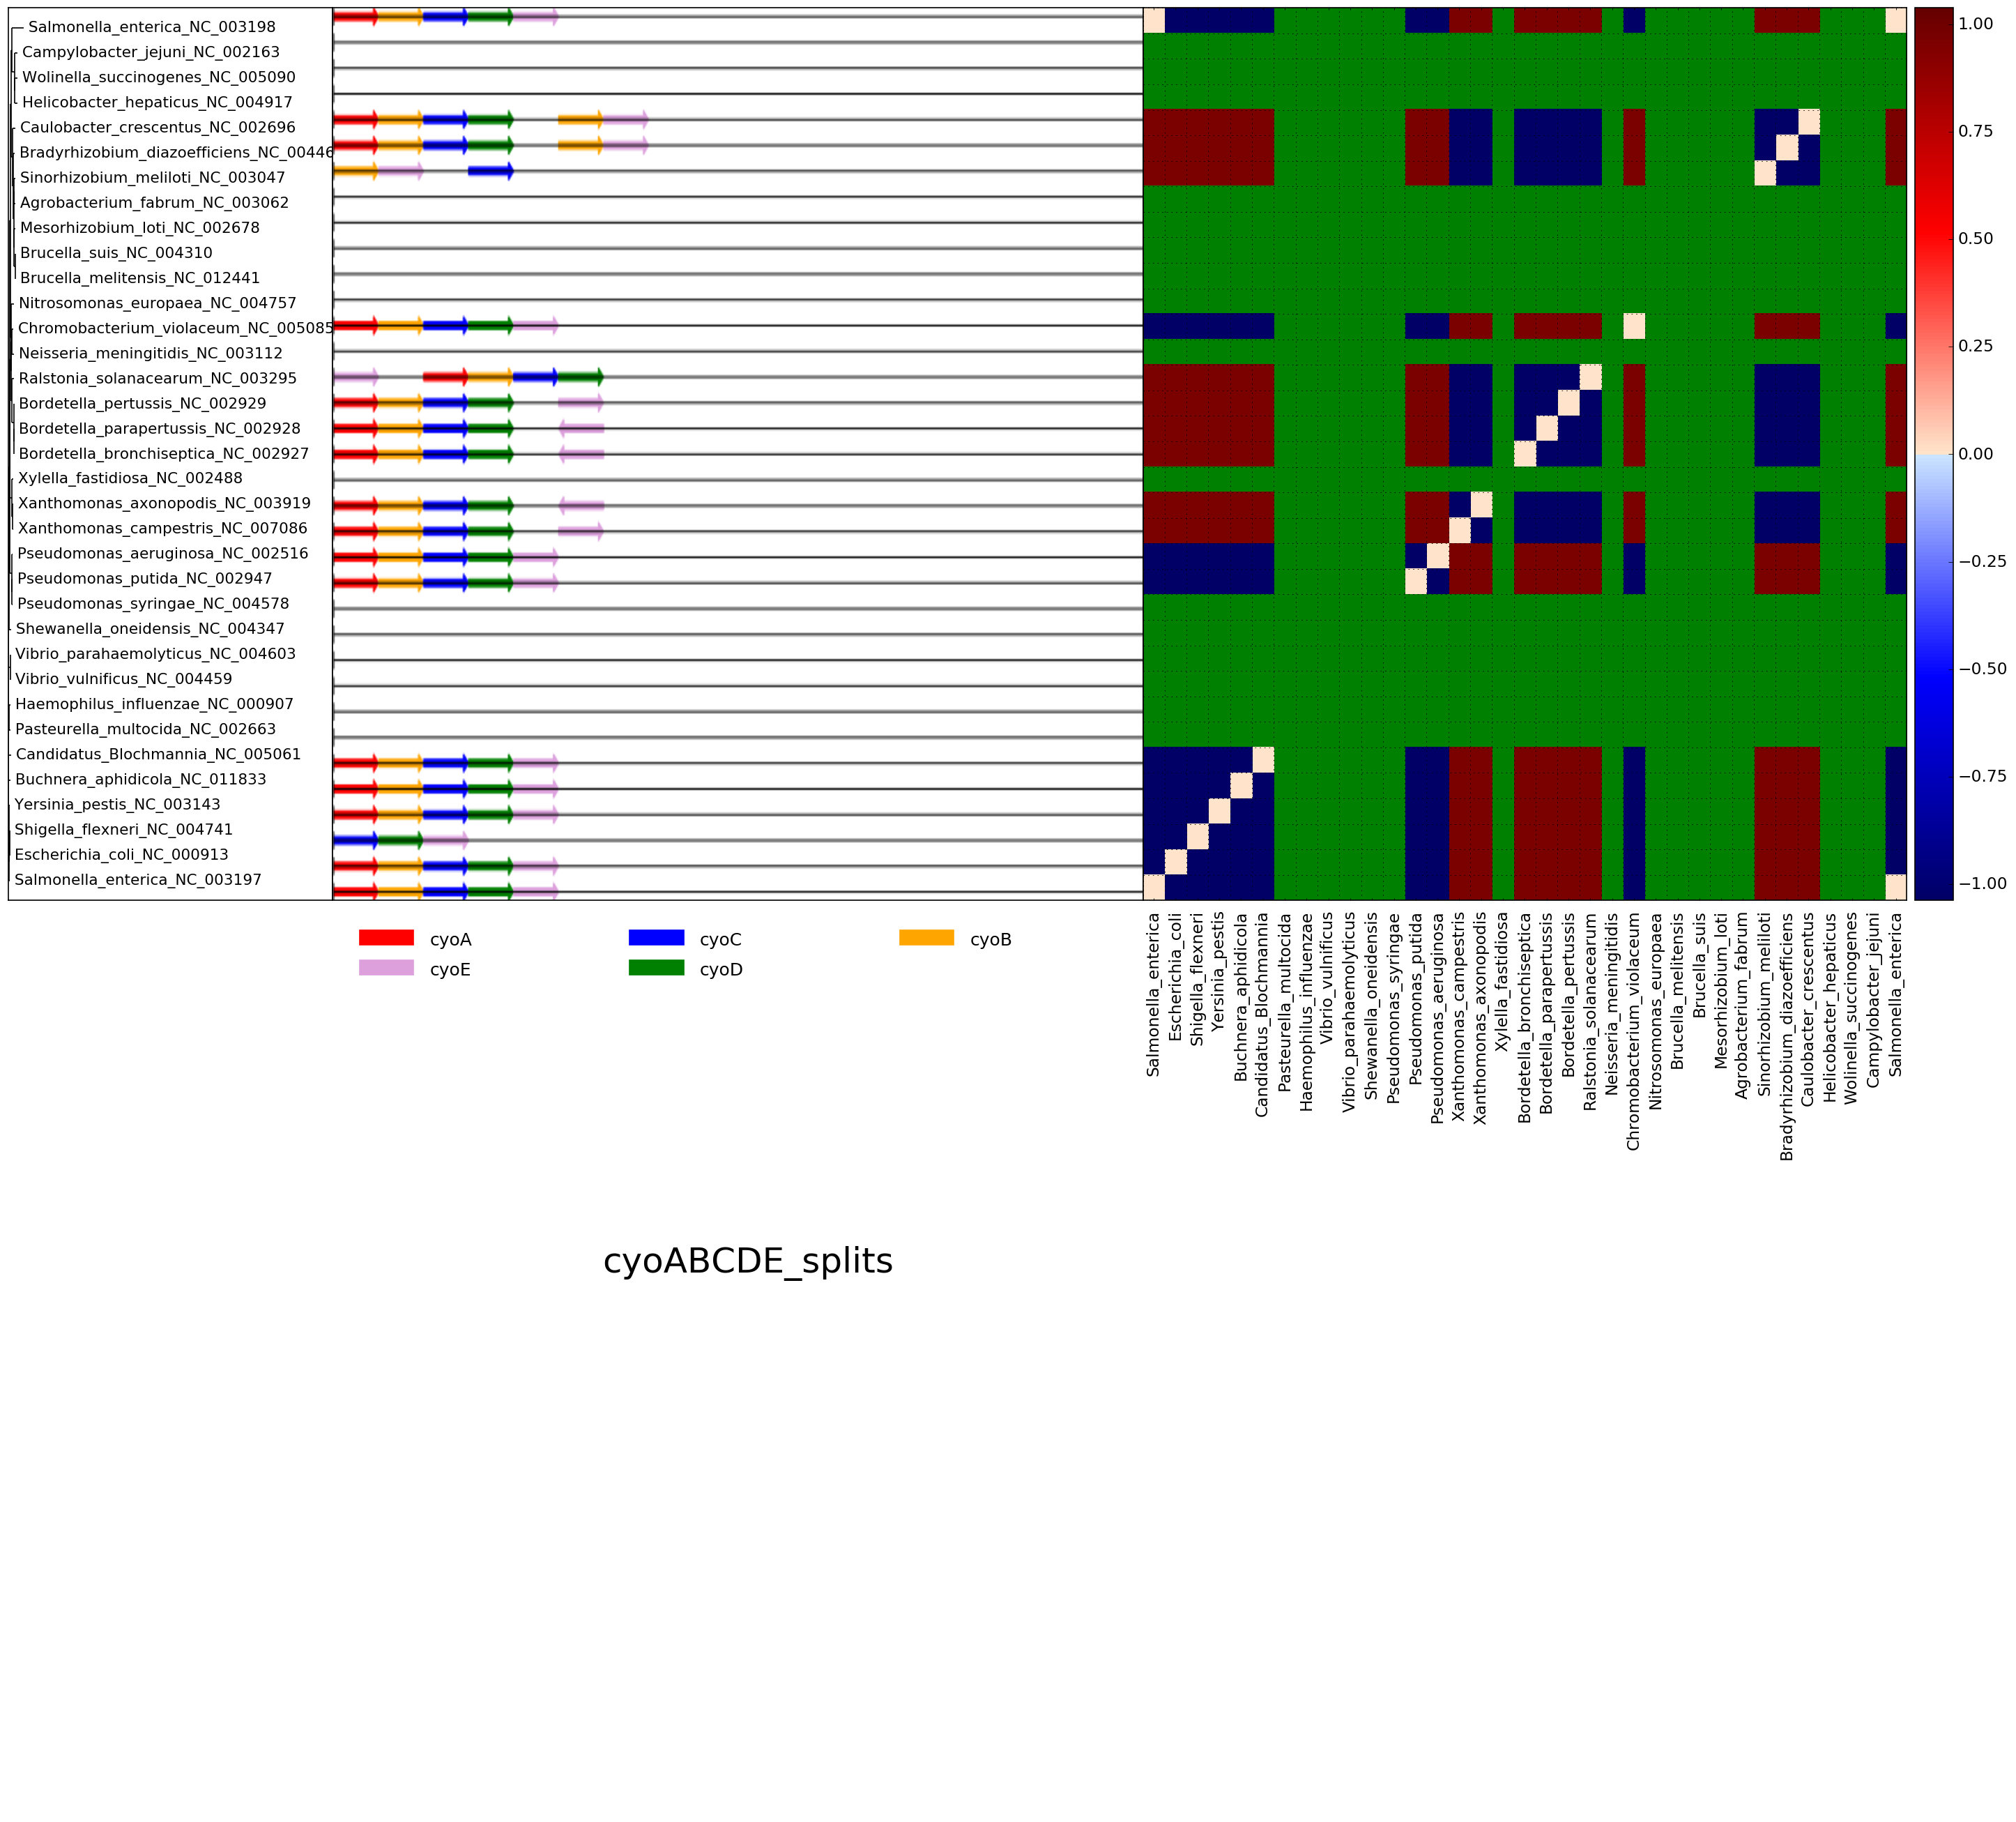 Salmonella_enterica_NC_003198
Campylobacter_jejuni_NC_002163
Wolinella_succinogenes_NC_005090
Helicobacter_hepaticus_NC_004917
Caulobacter_crescentus_NC_002696
Bradyrhizobium_diazoefficiens_NC_00446
Sinorhizobium_meliloti_NC_003047
Agrobacterium_fabrum_NC_003062
Mesorhizobium_loti_NC_002678
Brucella_suis_NC_004310
Brucella_melitensis_NC_012441
Nitrosomonas_europaea_NC_004757
Chromobacterium_violaceum_NC_005085
Neisseria_meningitidis_NC_003112
Ralstonia_solanacearum_NC_003295
Bordetella_pertussis_NC_002929
Bordetella_parapertussis_NC_002928
Bordetella_bronchiseptica_NC_002927
Xylella_fastidiosa_NC_002488
Xanthomonas_axonopodis_NC_003919
Xanthomonas_campestris_NC_007086
Pseudomonas_aeruginosa_NC_002516
Pseudomonas_putida_NC_002947
Pseudomonas_syringae_NC_004578
Shewanella_oneidensis_NC_004347
Vibrio_parahaemolyticus_NC_004603
Vibrio_vulnificus_NC_004459
Haemophilus_influenzae_NC_000907
Pasteurella_multocida_NC_002663
Candidatus_Blochmannia_NC_005061
Buchnera_aphidicola_NC_011833
Yersinia_pestis_NC_003143
Shigella_flexneri_NC_004741
Escherichia_coli_NC_000913
Salmonella_enterica_NC_003197
1.00
0.75
0.50
0.25
0.00
−0.25
−0.50
−0.75
−1.00
Salmonella_enterica
Escherichia_coli
Shigella_flexneri
Yersinia_pestis
Buchnera_aphidicola
Candidatus_Blochmannia
Pasteurella_multocida
Haemophilus_influenzae
Vibrio_vulnificus
Vibrio_parahaemolyticus
Shewanella_oneidensis
Pseudomonas_syringae
Pseudomonas_putida
Pseudomonas_aeruginosa
Xanthomonas_campestris
Xanthomonas_axonopodis
Xylella_fastidiosa
Bordetella_bronchiseptica
Bordetella_parapertussis
Bordetella_pertussis
Ralstonia_solanacearum
Neisseria_meningitidis
Chromobacterium_violaceum
Nitrosomonas_europaea
Brucella_melitensis
Brucella_suis
Mesorhizobium_loti
Agrobacterium_fabrum
Sinorhizobium_meliloti
Bradyrhizobium_diazoefficiens
Caulobacter_crescentus
Helicobacter_hepaticus
Wolinella_succinogenes
Campylobacter_jejuni
Salmonella_enterica
cyoA
cyoC
cyoB
cyoE
cyoD
cyoABCDE_splits